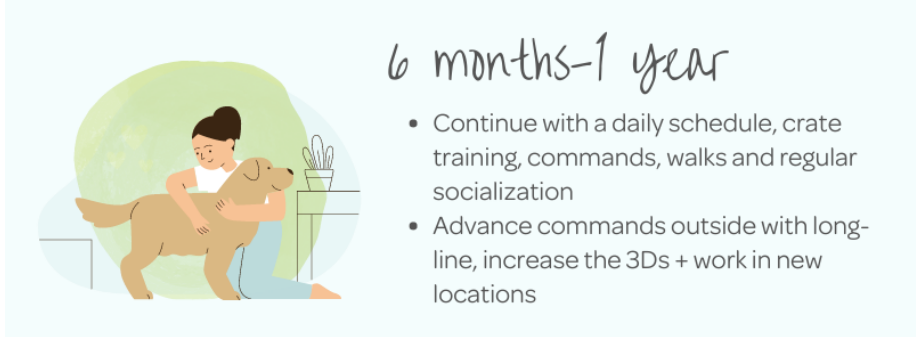 6 months-1 year
• Continue with a daily schedule, crate
training, commands, walks and regular
socialization
• Advance commands outside with long-
line, increase the 3Ds + work in new
locations